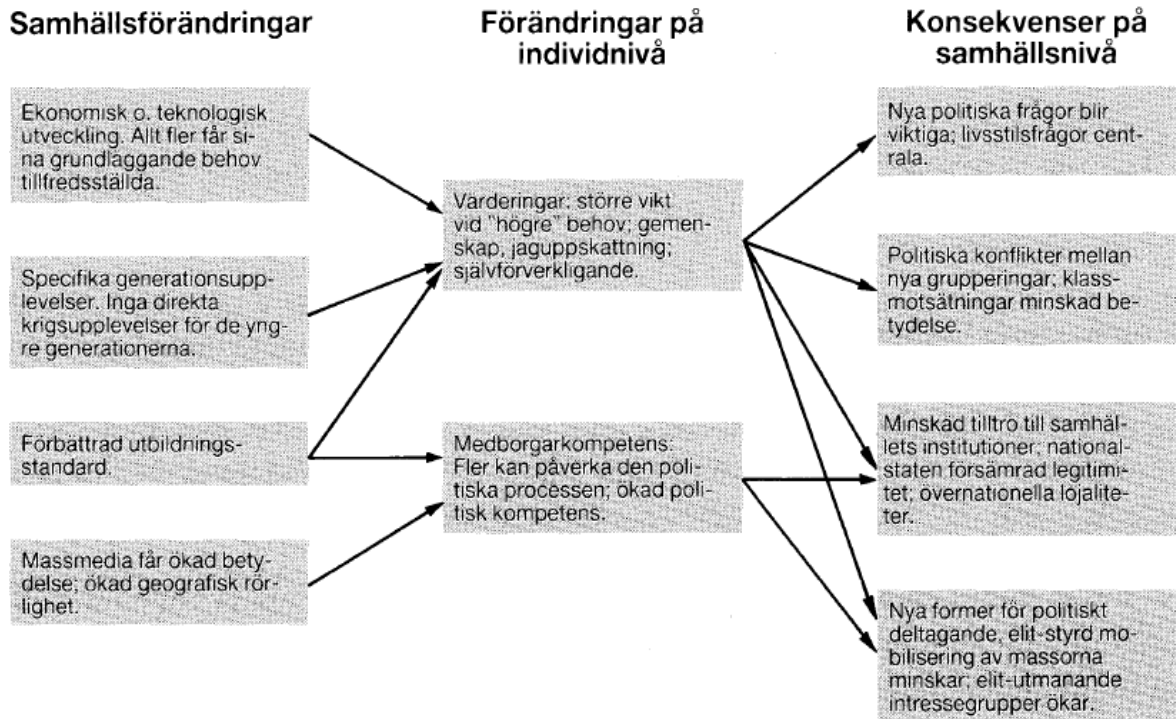 Samhällsförändringar
Ekonomisk o. teknologisk
utveckling. Allt fler får si-
na grundläggande behov
tillfredsställda.
Specifika generationsupp-
levelser. Inga direkta
krigsupplevelser för de yng-
re generationerna.
Förbättrad utbildnings-
standard.
Massmedia får ökad bety-
delse; ökad geografisk rör-
lighet.
Förändringar på
individnivå
Värderingar: större vikt
vid "högre" behov; gemen-
skap, jaguppskattning;
självförverkligande.
Medborgarkompetens:
Fler kan påverka den poli-
tiska processen; ökad poli-
tisk kompetens.
Konsekvenser på
samhällsnivå
Nya politiska frågor blir
viktiga; livsstilsfrågor cent-
rala.
Politiska konflikter mellan
nya grupperingar; klass-
motsätningar minskad be-
tydelse.
Minskad tilltro till samhäl-
lets institutioner; national-
staten försämrad legitimi-
tet; övernationella lojalite-
ter.
Nya former för politiskt
deltagande, elit-styrd mo-
bilisering av massorna
minskar; elit-utmanande
intressegrupper ökar.